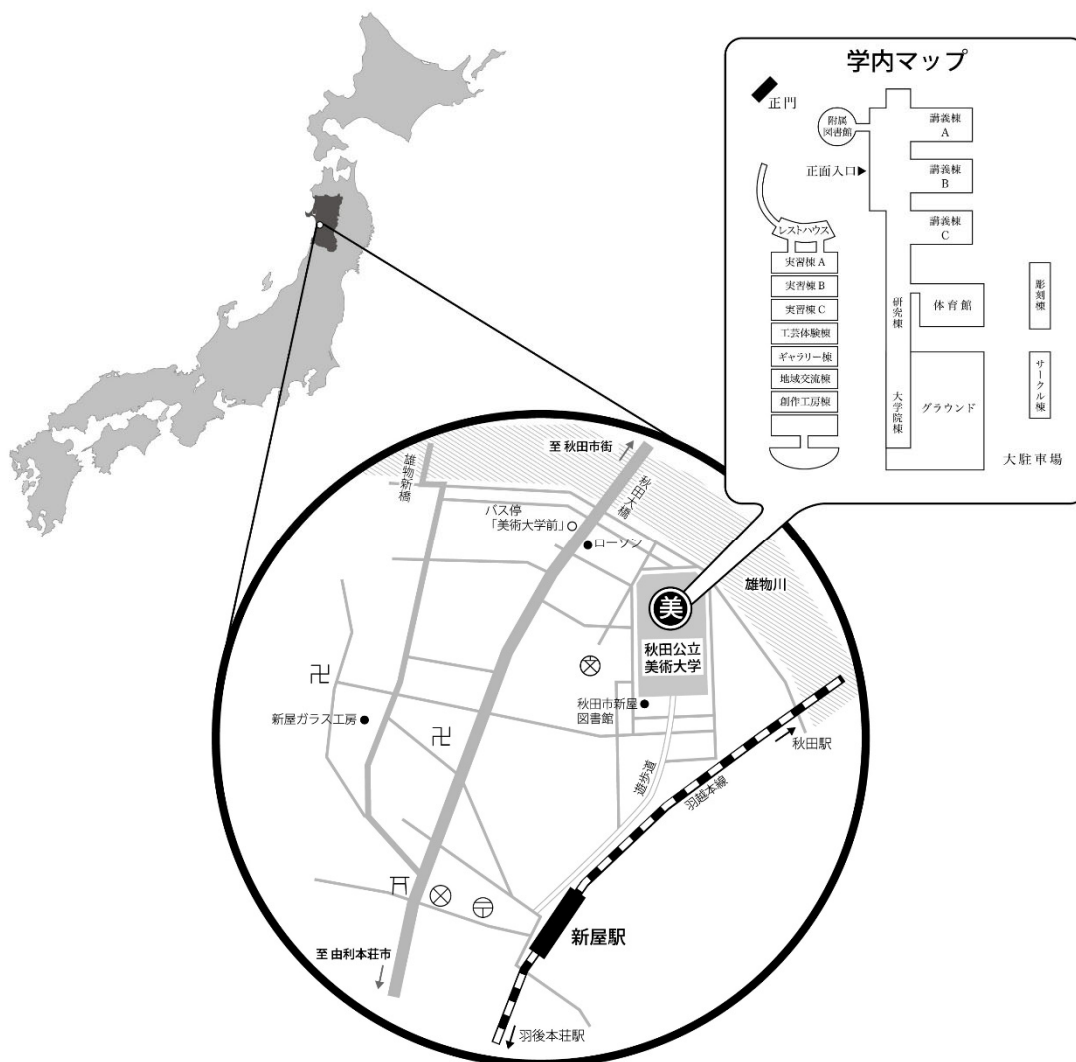 学内マップ
正門
附属
図書館
講義棟
A
正面入口▶
講義棟
B
講義棟
C
レストハウス
実習棟 A
実習棟 B
実習棟 C
工芸体験棟
ギャラリー棟
地域交流棟
創作工房棟
研究棟
大学院棟
体育館
グラウンド
彫刻棟
サークル棟
大駐車場
至 秋田市街
雄物新橋
秋田大橋
バス停
「美術大学前」
ローソン
雄物川
美
秋田公立
美術大学
文
卍
新屋ガラス工房
卍
秋田市新屋
図書館
秋田駅
遊歩道
羽越本線
新屋駅
至 由利本荘市
羽後本荘駅